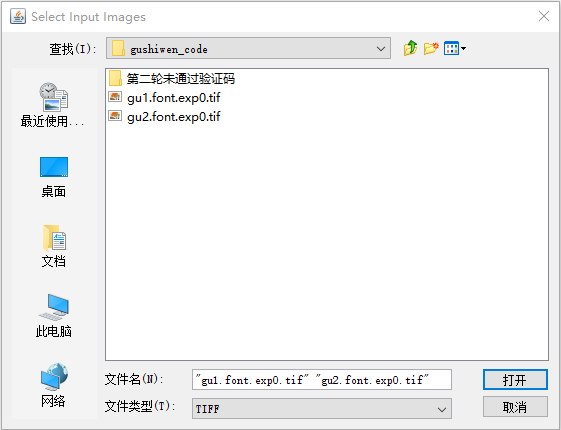 Select Input Images
查找(I):
gushiwen_code
第二轮未通过验证码
gu1.font.exp0.tif
gu2.font.exp0.tif
最近使用...
桌面
文档
此电脑
网络
文件名(N):
"gu1.font.exp0.tif" "gu2.font.exp0.tif"
打开
文件类型(T):
TIFF
取消